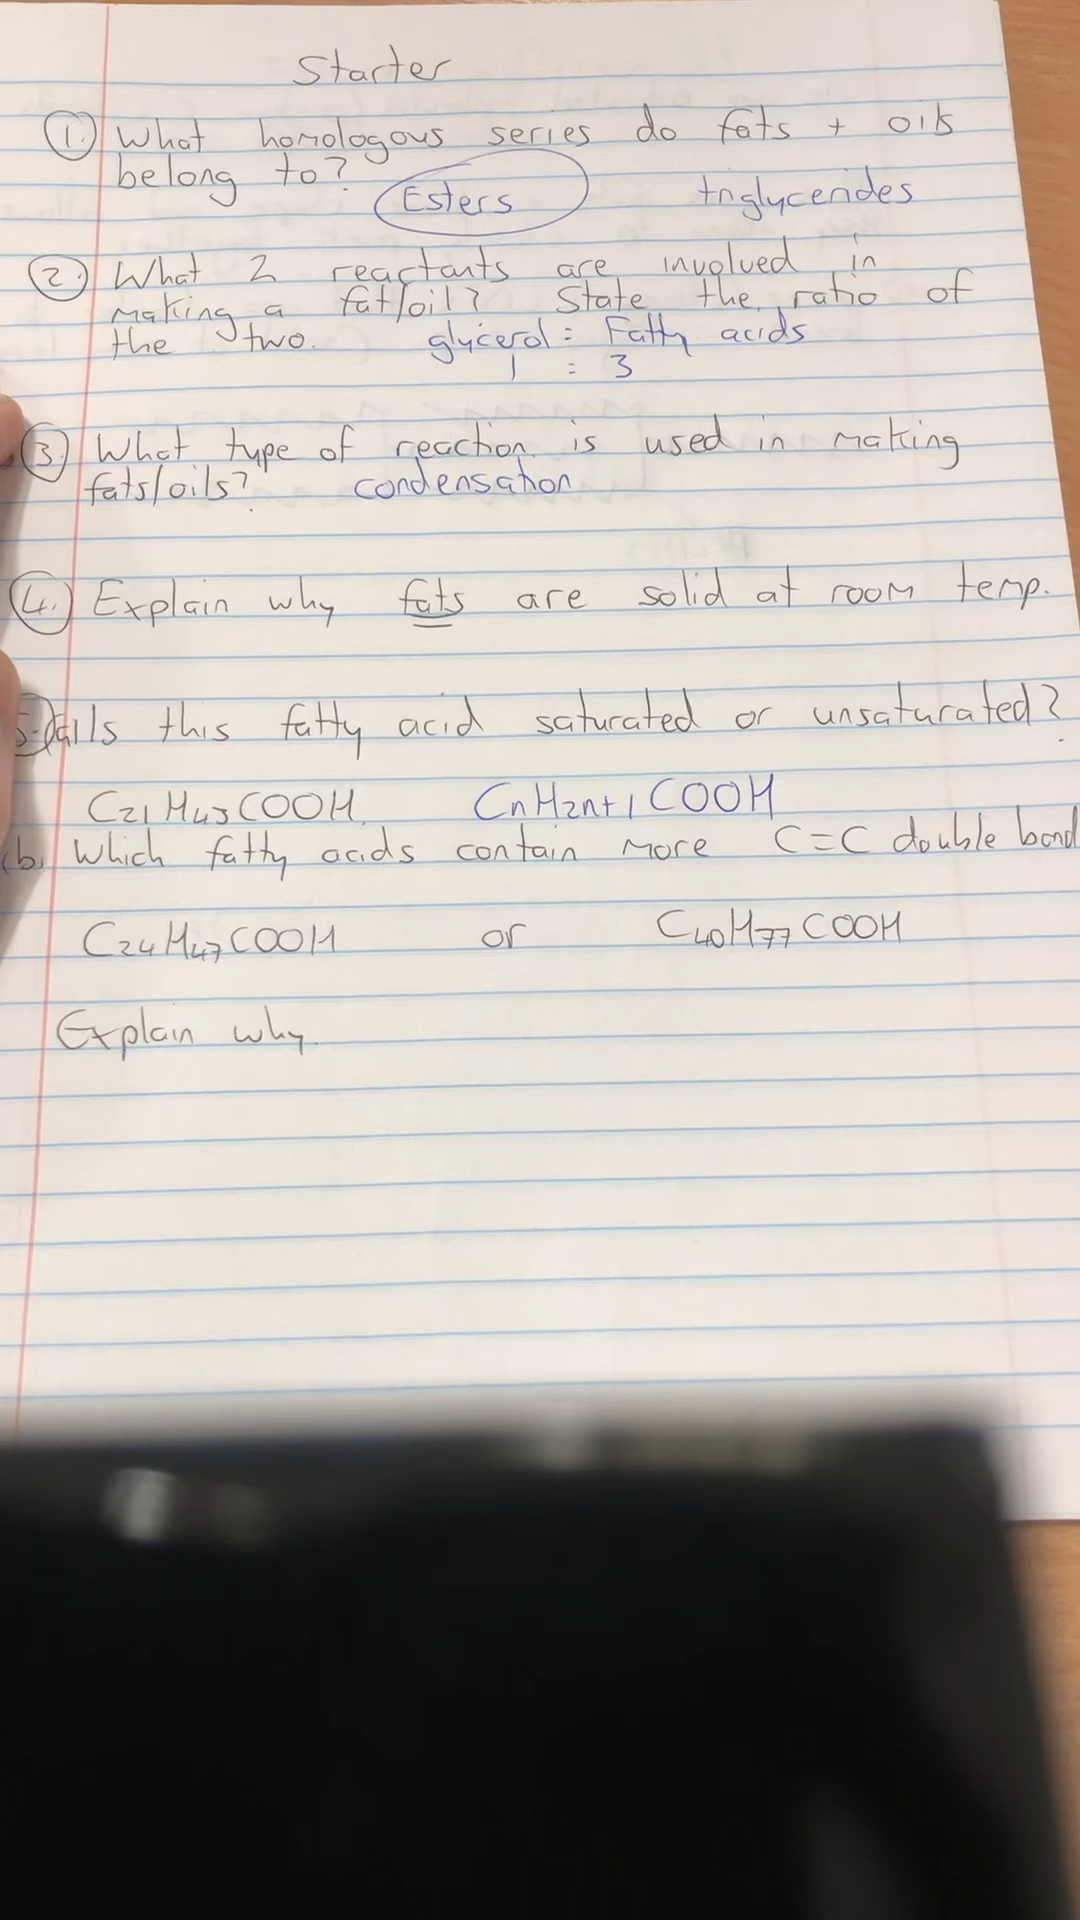 Starter
1. What homologous series do fats + oils
belong to?
Esters triglycerides
2. What 2 reactants are involved in
making a fat/oil? State the ratio of
the two. glycerol : Fatty acids
1 : 3
3. What type of reaction is used in making
fats/oils? condensation
4. Explain why fats are solid at room temp.
5. a) Is this fatty acid saturated or unsaturated?
C21H43COOH CnH2n+1COOH
(b) Which fatty acids contain more C=C double bond
C24H47COOH or C40H77COOH
Explain why.